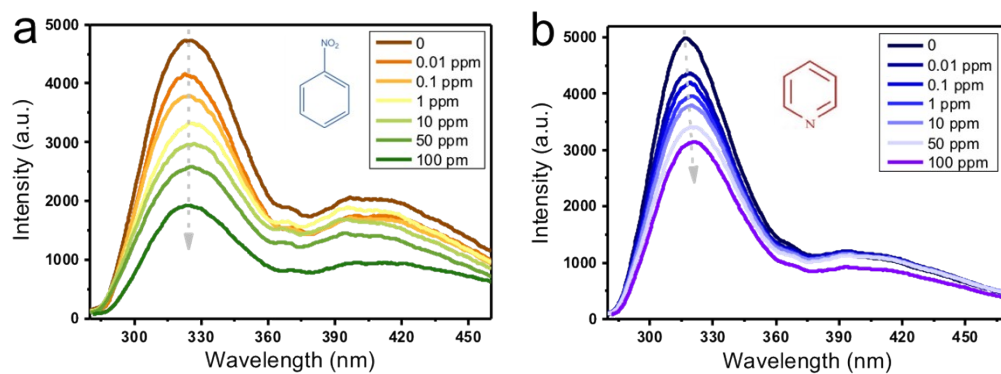 a
5000
4000
3000
2000
1000
0
300
330
360
390
420
450
Intensity (a.u.)
Wavelength (nm)
NO₂
0
0.01 ppm
0.1 ppm
1 ppm
10 ppm
50 ppm
100 pm
b
5000
4000
3000
2000
1000
0
300
330
360
390
420
450
Intensity (a.u.)
Wavelength (nm)
N
0
0.01 ppm
0.1 ppm
1 ppm
10 ppm
50 ppm
100 ppm